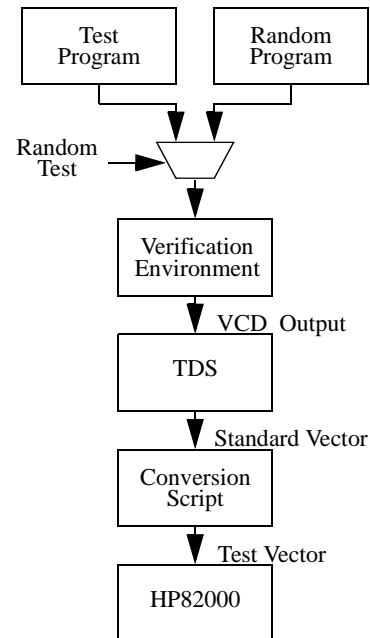 Test
Program
Random
Program
Random
Test
Verification
Environment
VCD Output
TDS
Standard Vector
Conversion
Script
Test Vector
HP82000